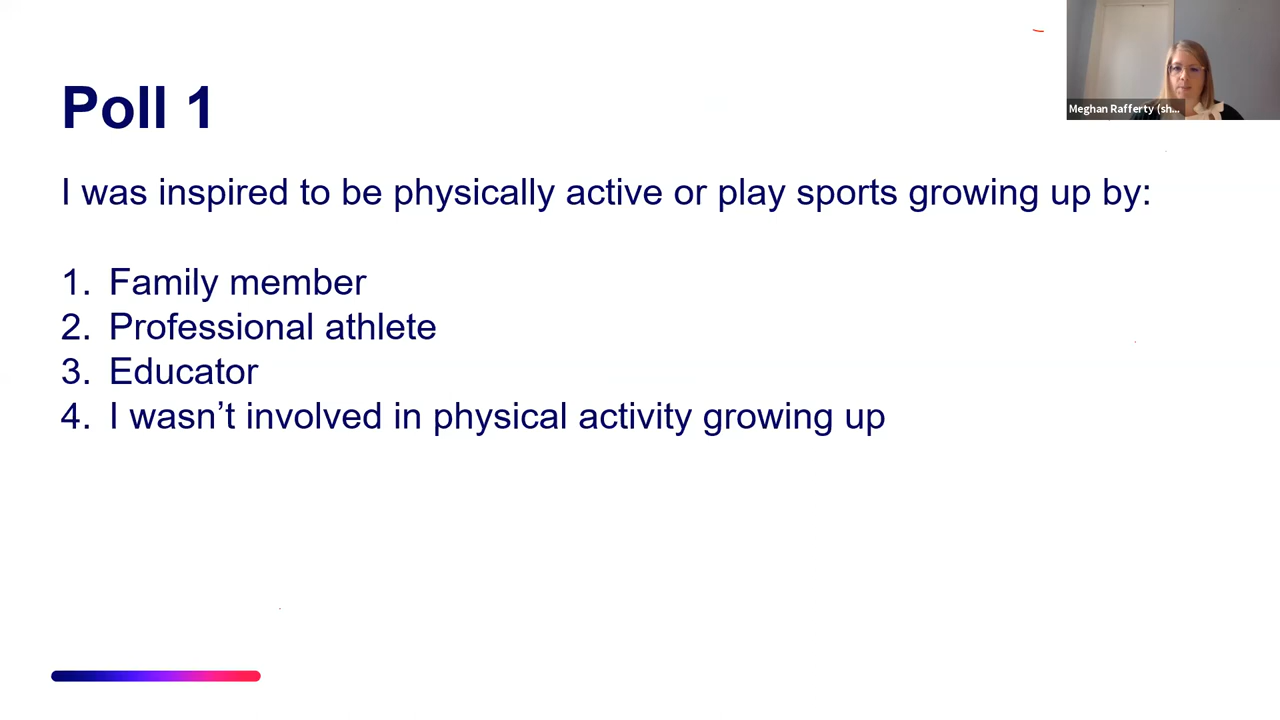 Poll 1
Meghan Rafferty (sh...
I was inspired to be physically active or play sports growing up by:
1. Family member
2. Professional athlete
3. Educator
4. I wasn’t involved in physical activity growing up